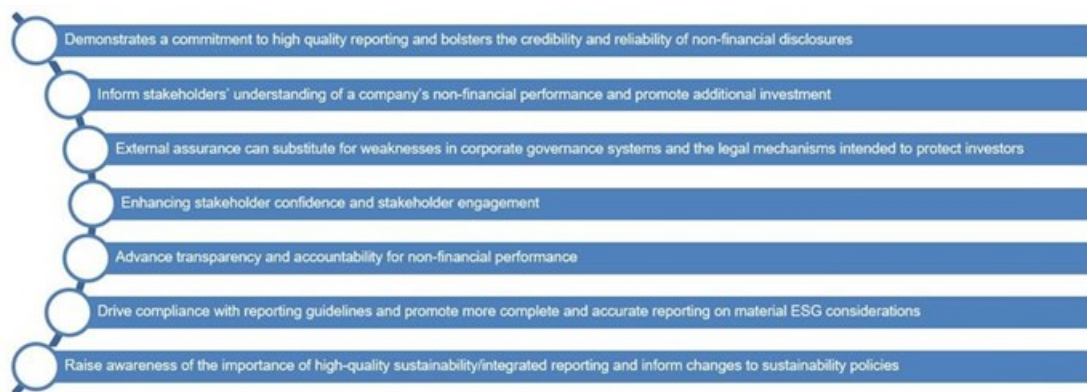 Demonstrates a commitment to high quality reporting and bolsters the credibility and reliability of non-financial disclosures
Inform stakeholders' understanding of a company's non-financial performance and promote additional investment
External assurance can substitute for weaknesses in corporate governance systems and the legal mechanisms intended to protect investors
Enhancing stakeholder confidence and stakeholder engagement
Advance transparency and accountability for non-financial performance
Drive compliance with reporting guidelines and promote more complete and accurate reporting on material ESG considerations
Raise awareness of the importance of high-quality sustainability/integrated reporting and inform changes to sustainability policies